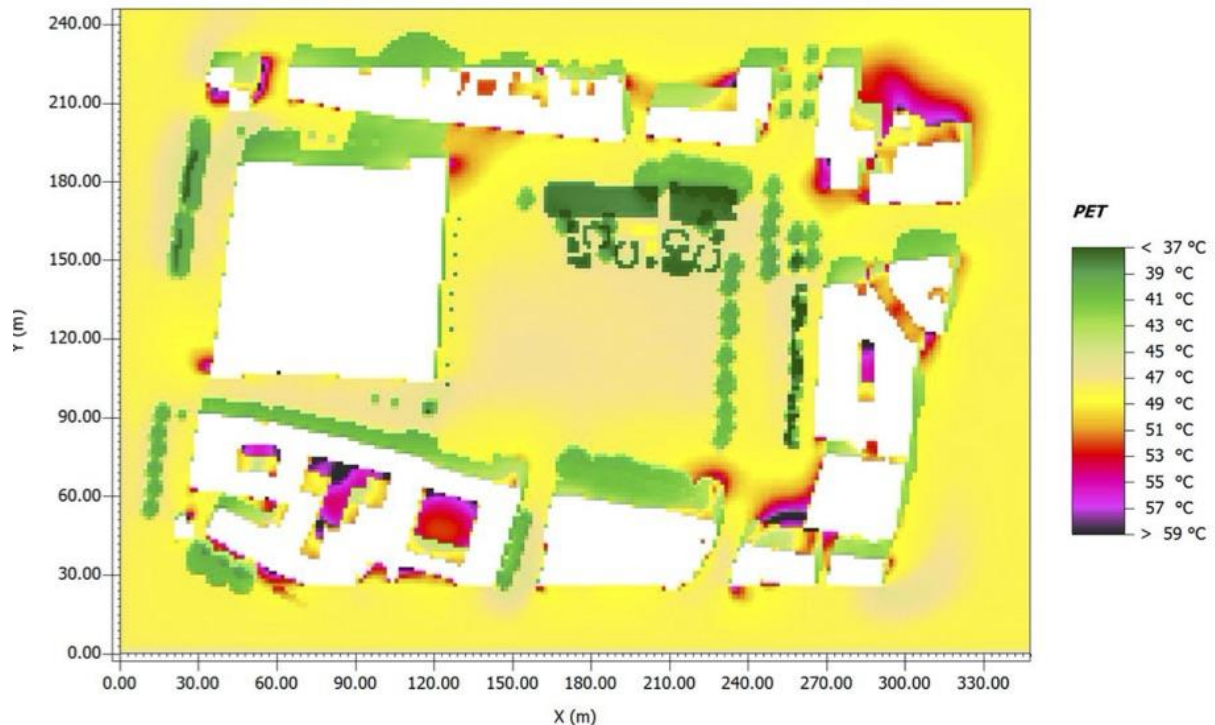 240.00
210.00
180.00
150.00
120.00
90.00
60.00
30.00
0.00
Y (m)
0.00 30.00 60.00 90.00 120.00 150.00 180.00 210.00 240.00 270.00 300.00 330.00
X (m)
PET
< 37 °C
39 °C
41 °C
43 °C
45 °C
47 °C
49 °C
51 °C
53 °C
55 °C
57 °C
> 59 °C